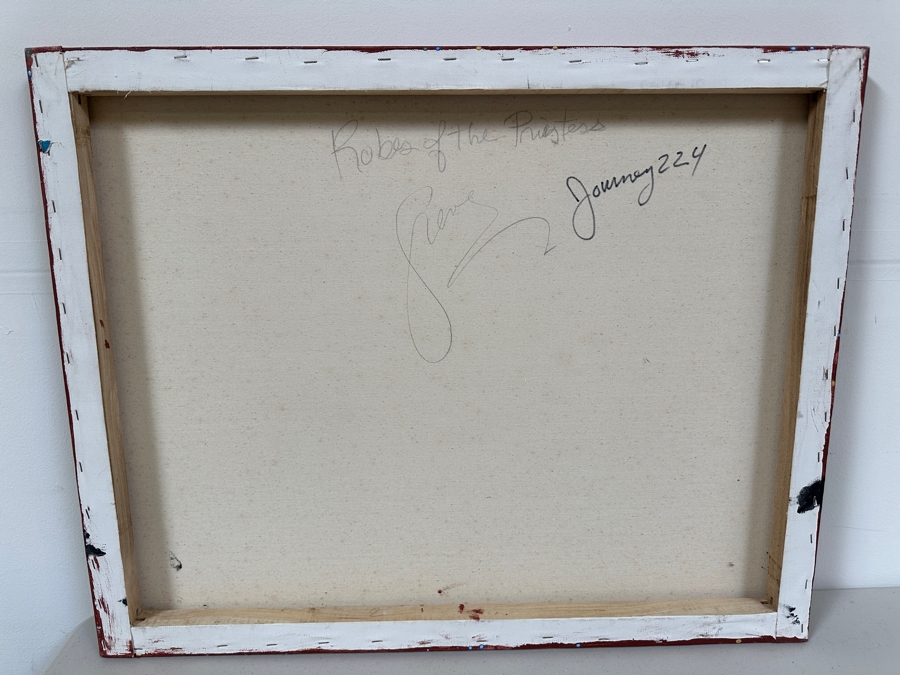 Robes of the Priestess
Journey 224